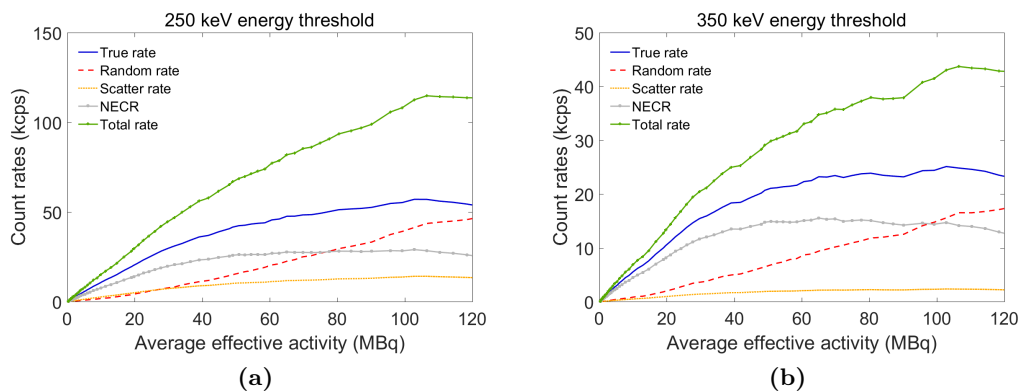 250 keV energy threshold
150
100
50
0
Count rates (kcps)
True rate
Random rate
Scatter rate
NECR
Total rate
0 20 40 60 80 100 120
Average effective activity (MBq)
(a)
350 keV energy threshold
50
40
30
20
10
0
Count rates (kcps)
True rate
Random rate
Scatter rate
NECR
Total rate
0 20 40 60 80 100 120
Average effective activity (MBq)
(b)